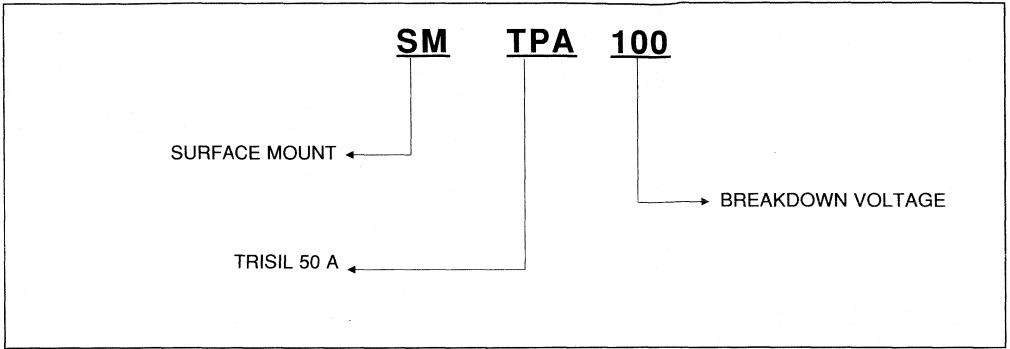 SM TPA 100
SURFACE MOUNT
BREAKDOWN VOLTAGE
TRISIL 50 A